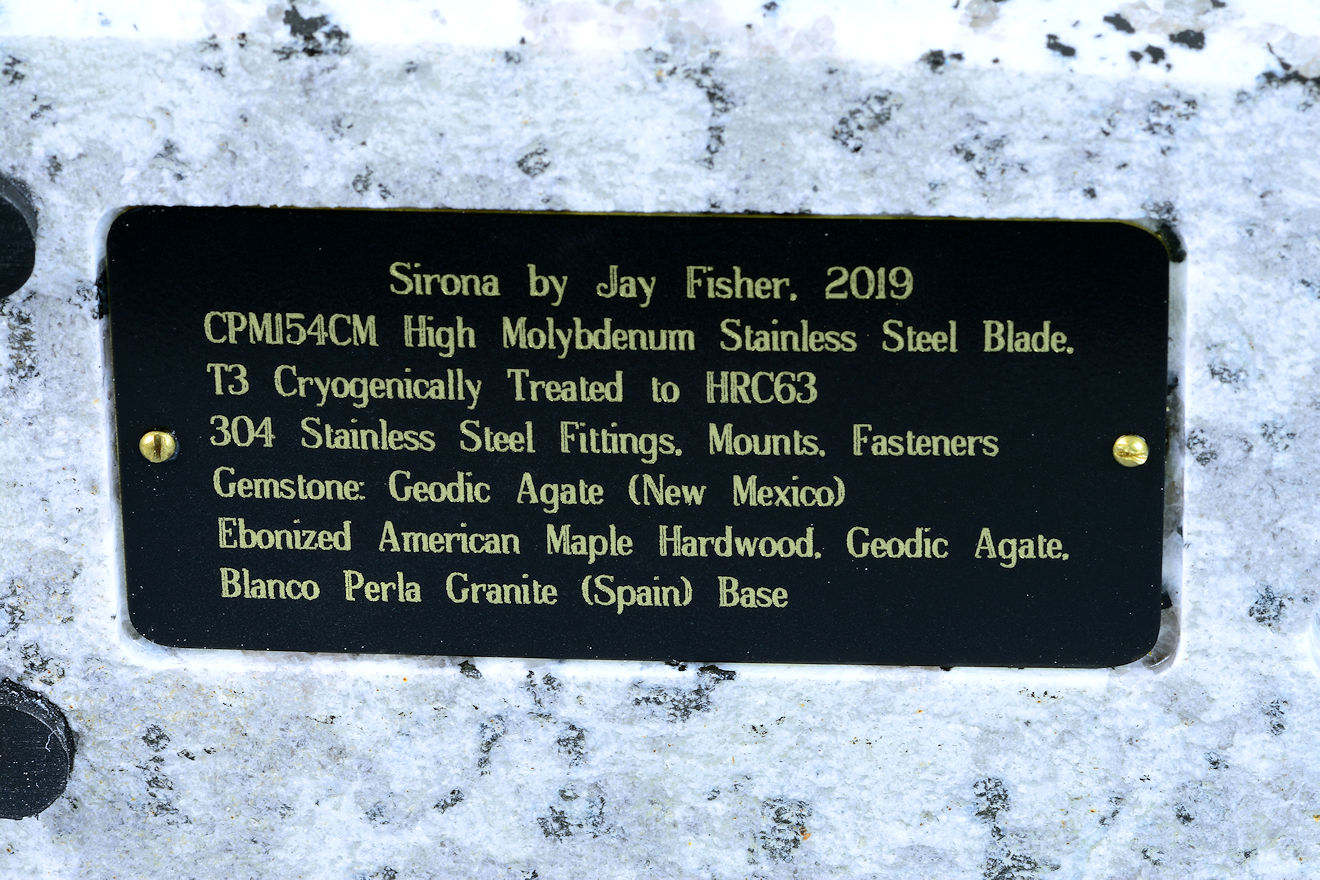 Sirona by Jay Fisher, 2019
CPM154CM High Molybdenum Stainless Steel Blade,
T3 Cryogenically Treated to HRC63
304 Stainless Steel Fittings, Mounts, Fasteners
Gemstone: Geodic Agate (New Mexico)
Ebonized American Maple Hardwood, Geodic Agate,
Blanco Perla Granite (Spain) Base